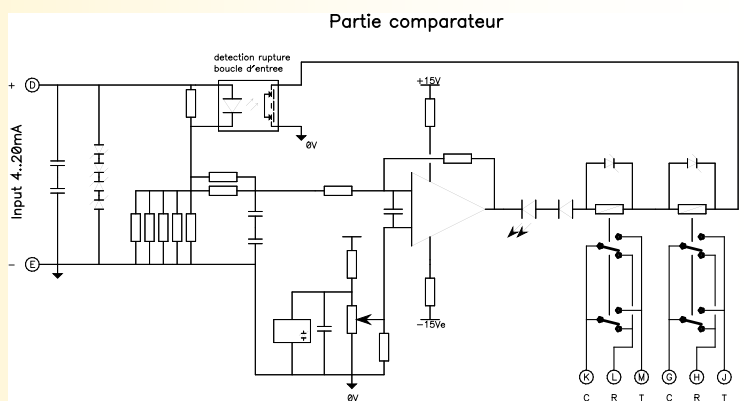 Partie comparateur
detection rupture
boucle d'entree
+15V
+ D
0V
Input 4..20mA
- E
-15Ve
0V
K L M G H J
C R T C R T